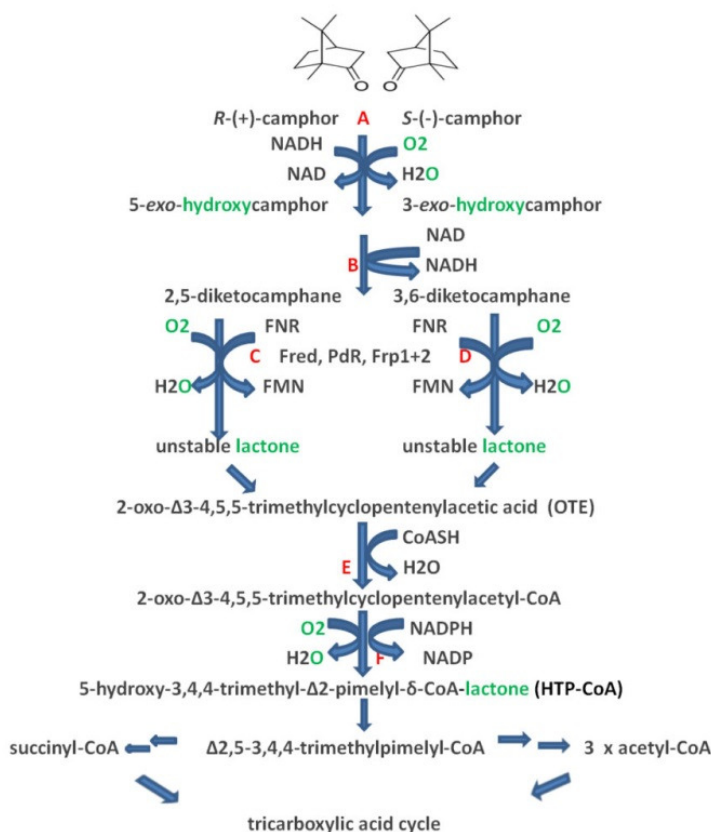 O O
R-(+)-camphor A S-(-)-camphor
NADH O2
NAD H2O
5-exo-hydroxycamphor 3-exo-hydroxycamphor
NAD
B NADH
2,5-diketocamphane 3,6-diketocamphane
O2 FNR FNR O2
C Fred, PdR, Frp1+2 D
H2O FMN FMN H2O
unstable lactone unstable lactone
2-oxo-Δ3-4,5,5-trimethylcyclopentenylacetic acid (OTE)
CoASH
E H2O
2-oxo-Δ3-4,5,5-trimethylcyclopentenylacetyl-CoA
O2 NADPH
H2O F NADP
5-hydroxy-3,4,4-trimethyl-Δ2-pimelyl-δ-CoA-lactone (HTP-CoA)
succinyl-CoA Δ2,5-3,4,4-trimethylpimelyl-CoA 3 x acetyl-CoA
tricarboxylic acid cycle